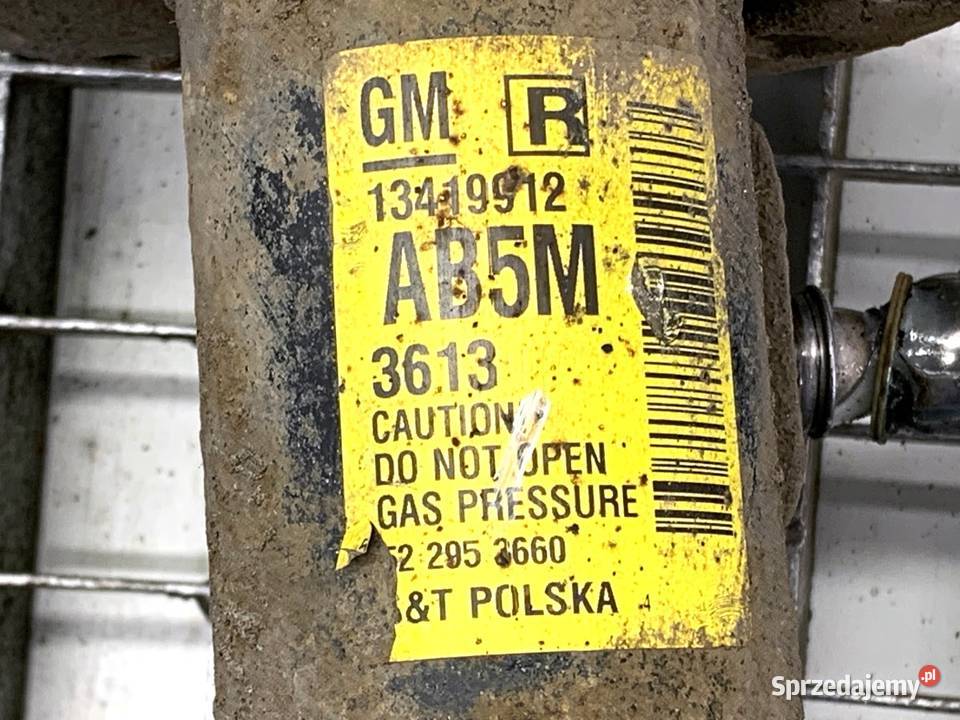 GM R
13419912
AB5M
3613
CAUTION
DO NOT OPEN
GAS PRESSURE
2 295 3660
&T POLSKA
Sprzedajemy.pl